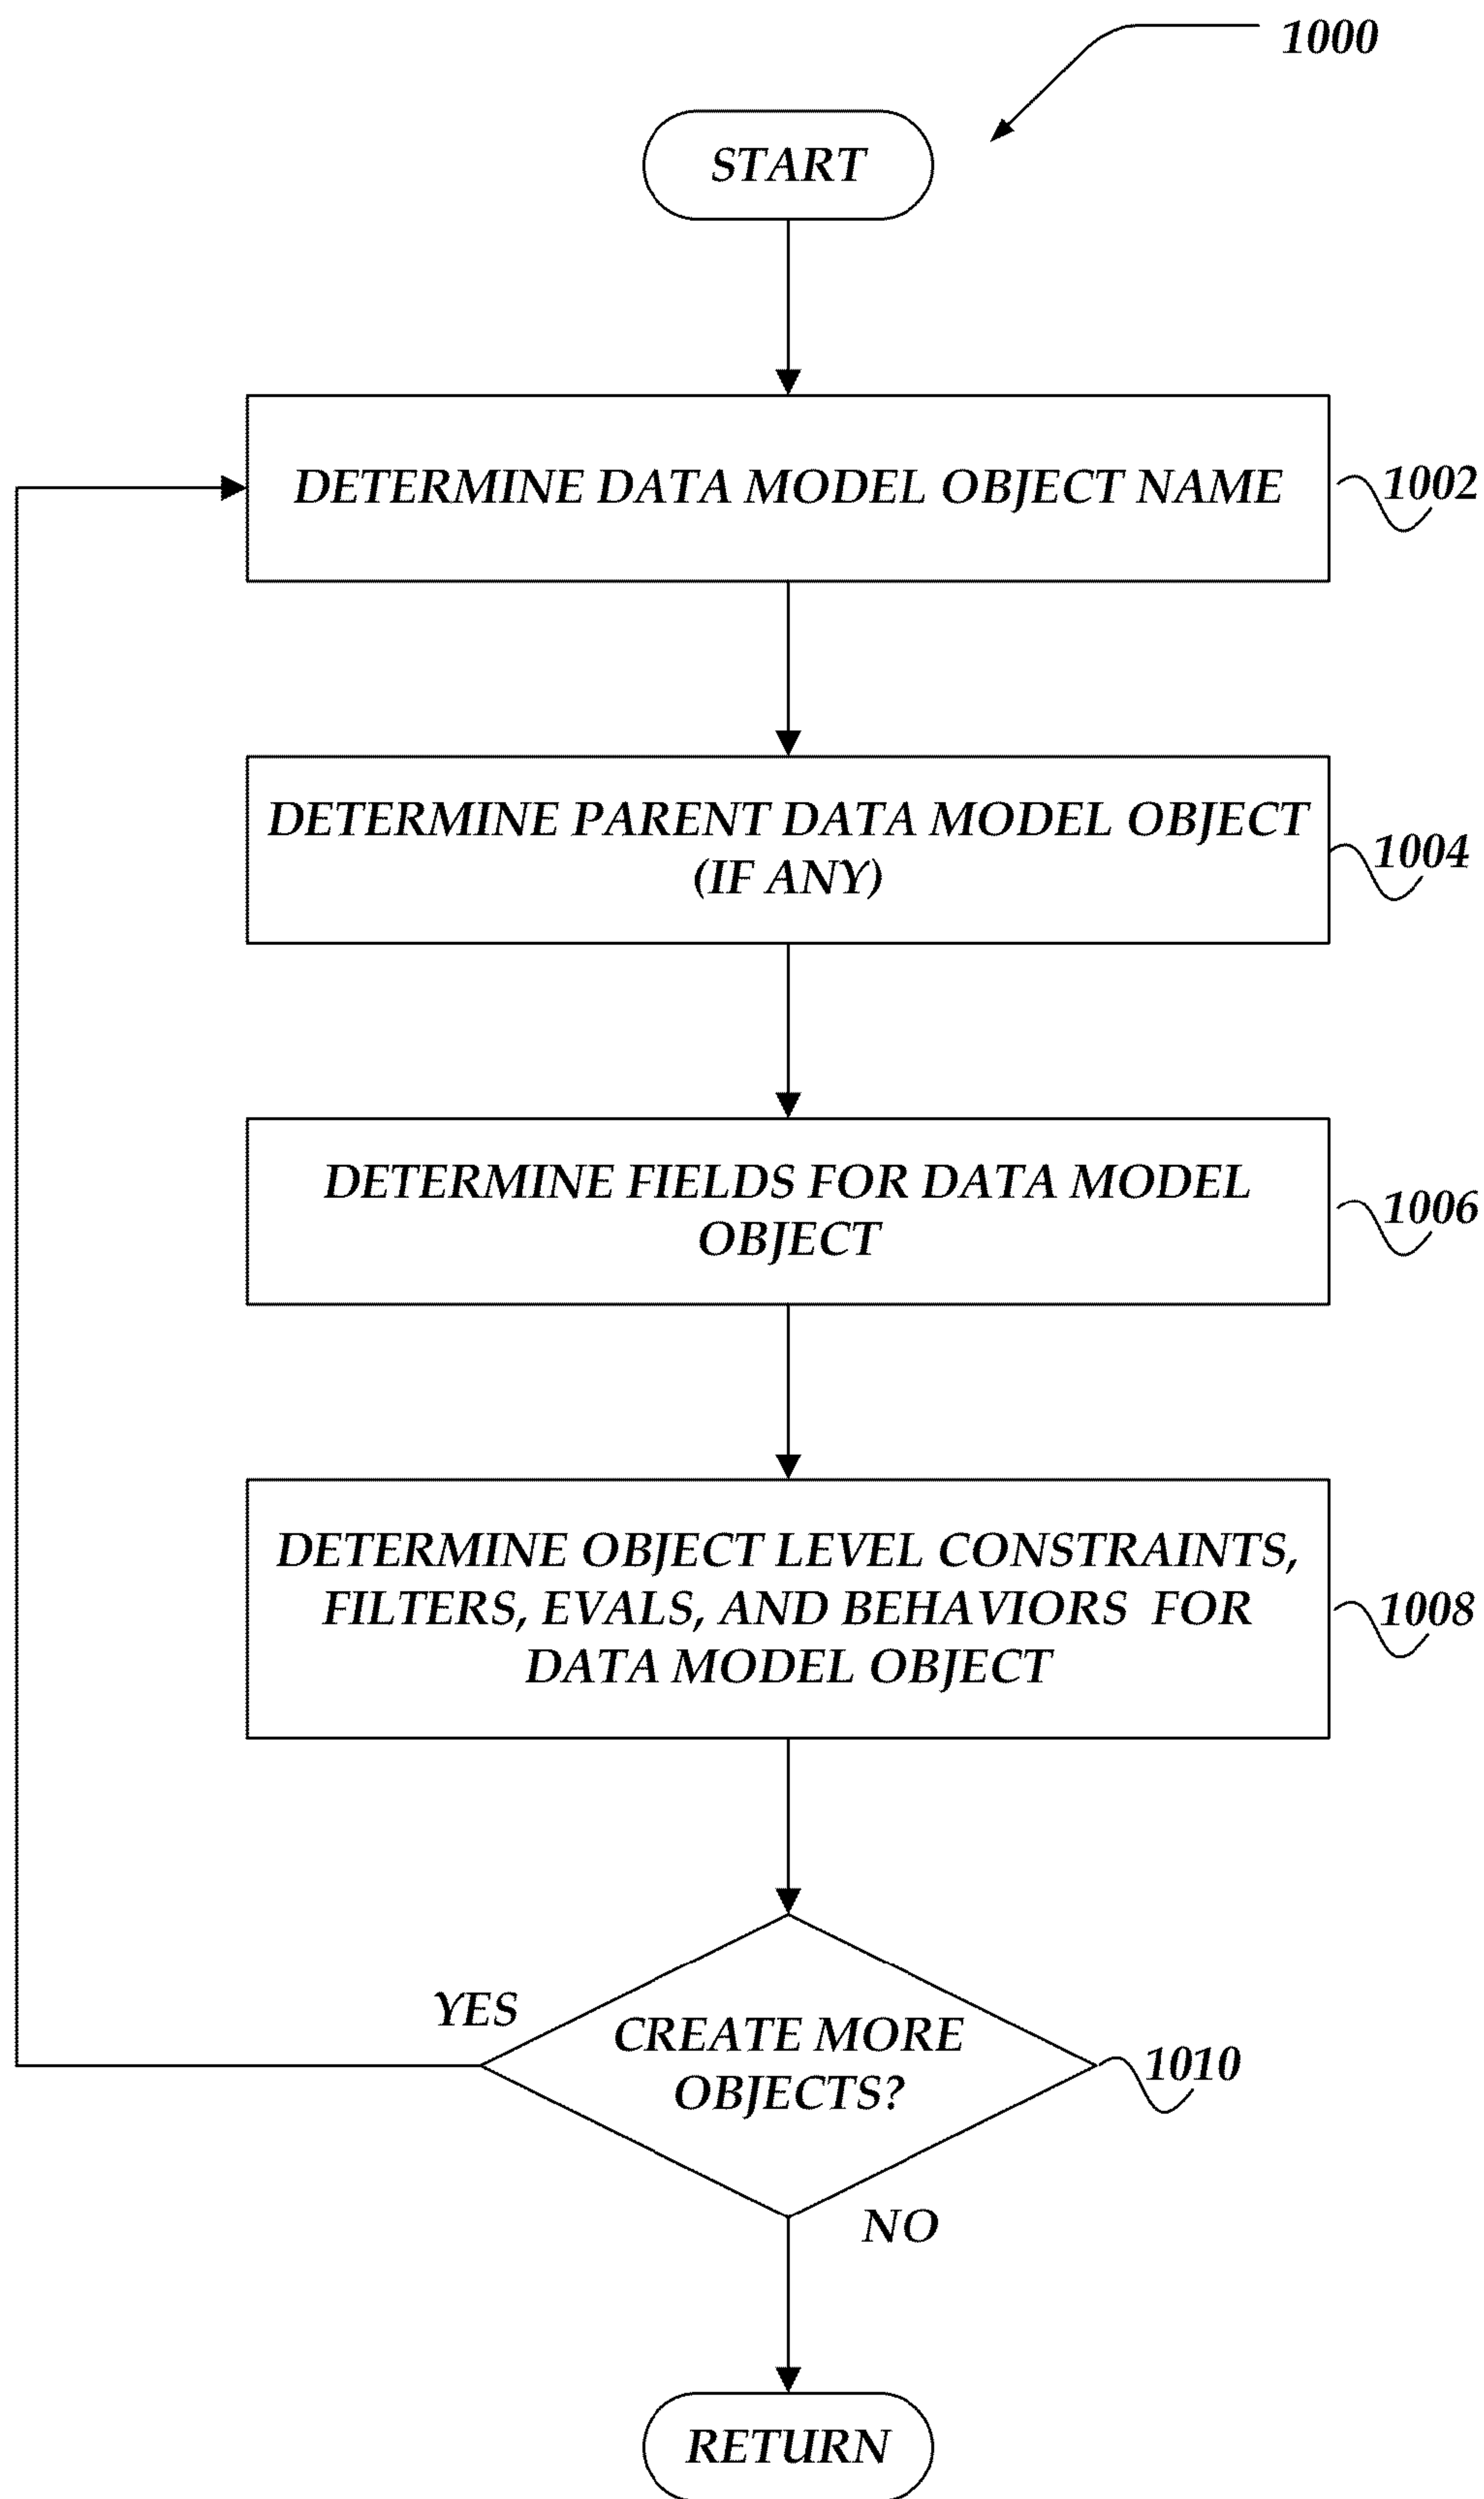 1000
START
DETERMINE DATA MODEL OBJECT NAME
1002
DETERMINE PARENT DATA MODEL OBJECT
(IF ANY)
1004
DETERMINE FIELDS FOR DATA MODEL
OBJECT
1006
DETERMINE OBJECT LEVEL CONSTRAINTS,
FILTERS, EVALS, AND BEHAVIORS FOR
DATA MODEL OBJECT
1008
YES
CREATE MORE
OBJECTS?
1010
NO
RETURN